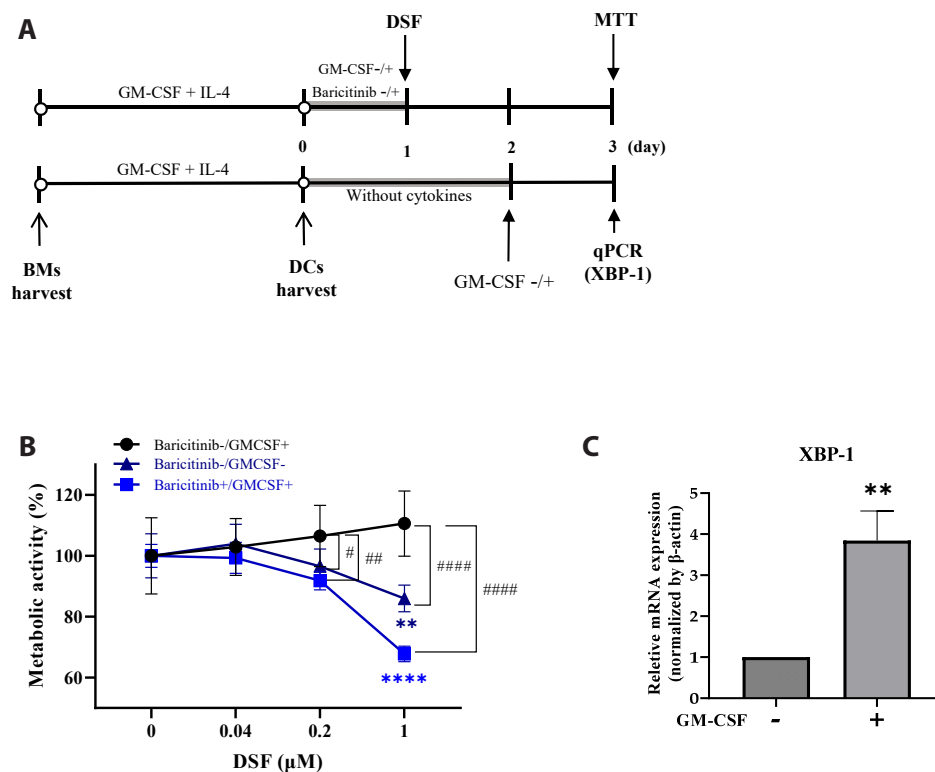 A
DSF
MTT
GM-CSF + IL-4
GM-CSF-/+
Baricitinib -/+
0
1
2
3 (day)
GM-CSF + IL-4
Without cytokines
BMs
harvest
DCs
harvest
GM-CSF -/+
qPCR
(XBP-1)
B
Baricitinib-/GMCSF+
Baricitinib-/GMCSF-
Baricitinib+/GMCSF+
Metabolic activity (%)
120
100
80
60
#
##
####
####
**
****
0
0.04
0.2
1
DSF (μM)
C
XBP-1
**
Reletive mRNA expression
(normalized by β-actin)
5
4
3
2
1
0
GM-CSF - +